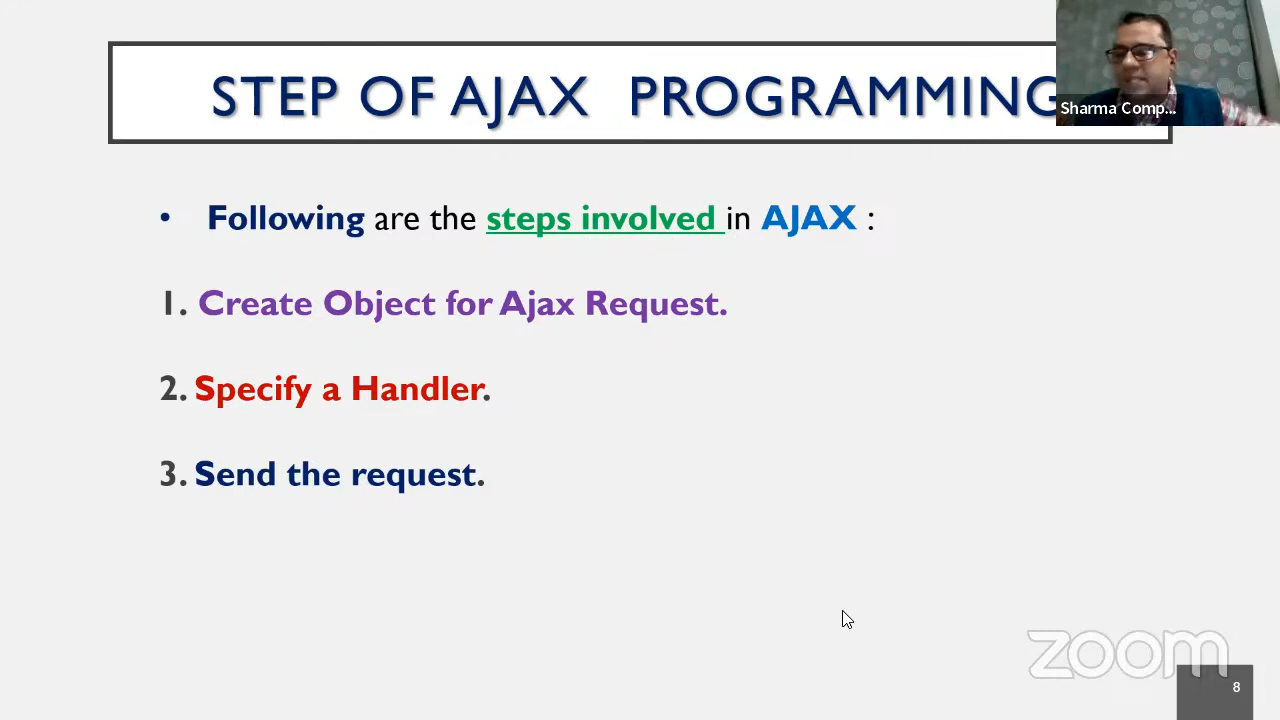 STEP OF AJAX PROGRAMMING
Sharma Comp...
• Following are the steps involved in AJAX :
1. Create Object for Ajax Request.
2. Specify a Handler.
3. Send the request.
zoom
8